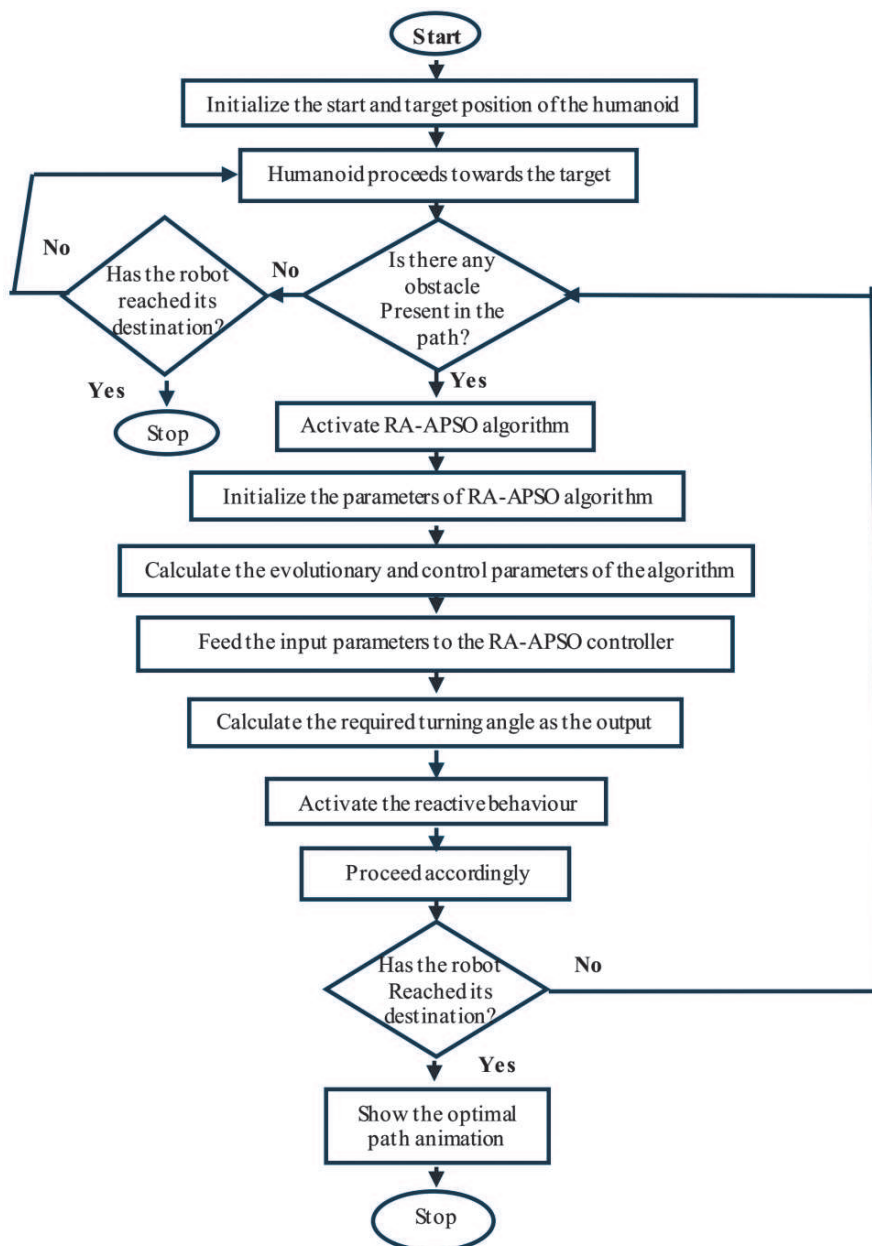 Start
Initialize the start and target position of the humanoid
Humanoid proceeds towards the target
No
Has the robot
reached its
destination?
No
Is there any
obstacle
Present in the
path?
Yes
Stop
Yes
Activate RA-APSO algorithm
Initialize the parameters of RA-APSO algorithm
Calculate the evolutionary and control parameters of the algorithm
Feed the input parameters to the RA-APSO controller
Calculate the required turning angle as the output
Activate the reactive behaviour
Proceed accordingly
Has the robot
Reached its
destination?
No
Yes
Show the optimal
path animation
Stop